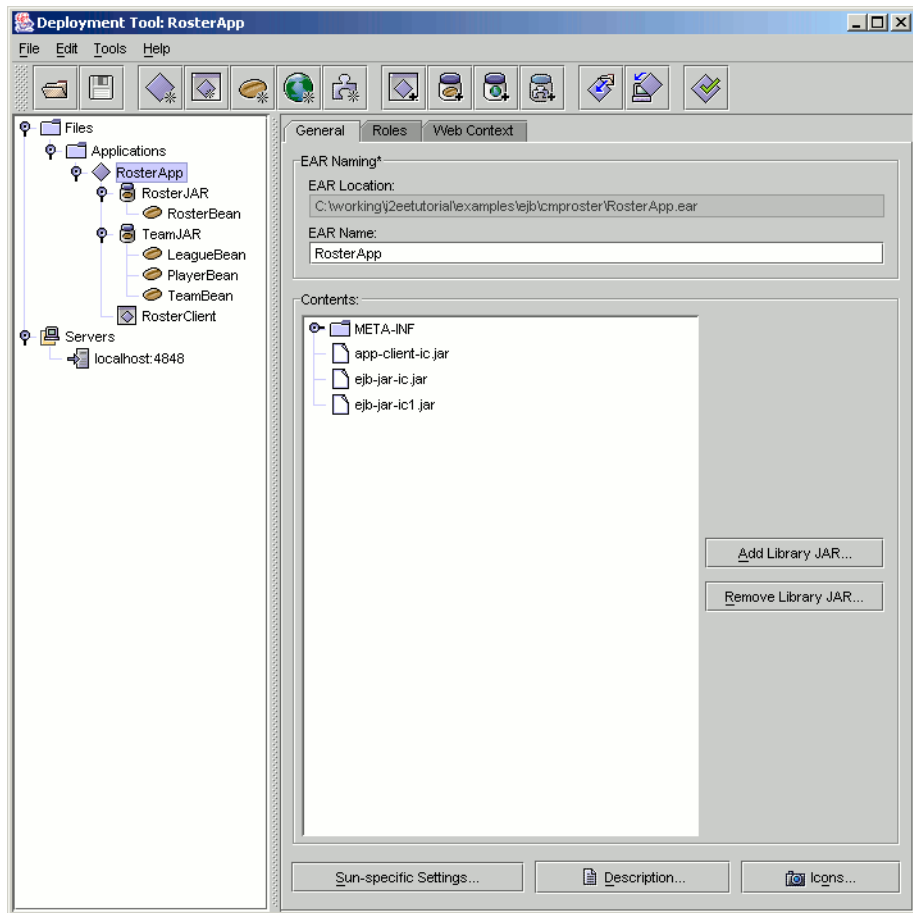 Deployment Tool: RosterApp
File Edit Tools Help
Files
Applications
RosterApp
RosterJAR
RosterBean
TeamJAR
LeagueBean
PlayerBean
TeamBean
RosterClient
Servers
localhost:4848
General Roles Web Context
EAR Naming*
EAR Location:
C:\working\j2eetutorial\examples\ejb\cmproster\RosterApp.ear
EAR Name:
RosterApp
Contents:
META-INF
app-client-ic.jar
ejb-jar-ic.jar
ejb-jar-ic1.jar
Add Library JAR...
Remove Library JAR...
Sun-specific Settings... Description... Icons...